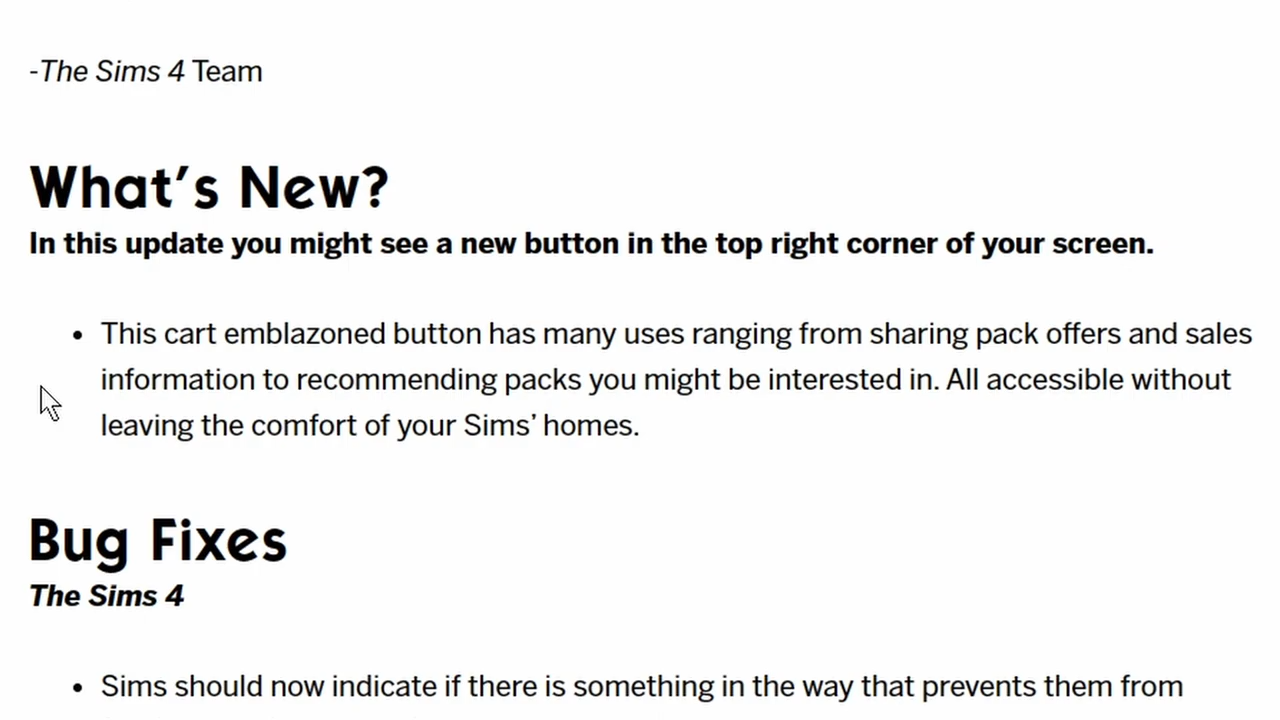 -The Sims 4 Team
What's New?
In this update you might see a new button in the top right corner of your screen.
• This cart emblazoned button has many uses ranging from sharing pack offers and sales
information to recommending packs you might be interested in. All accessible without
leaving the comfort of your Sims’ homes.
Bug Fixes
The Sims 4
• Sims should now indicate if there is something in the way that prevents them from